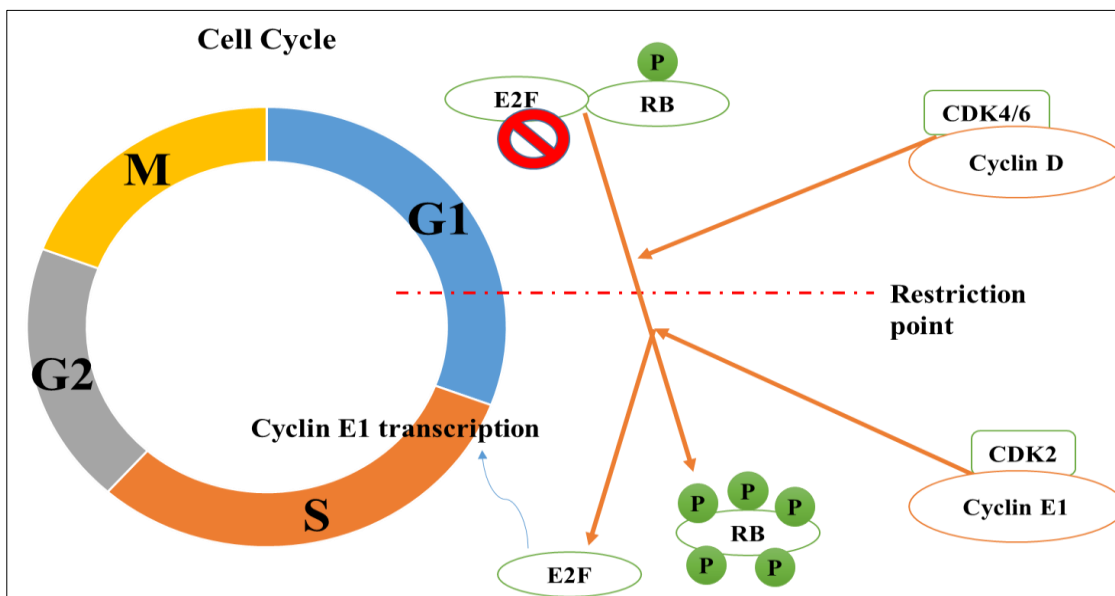 Cell Cycle
P
E2F
RB
CDK4/6
Cyclin D
M
G1
Restriction
point
G2
Cyclin E1 transcription
CDK2
Cyclin E1
S
P
P
P
RB
P
P
E2F